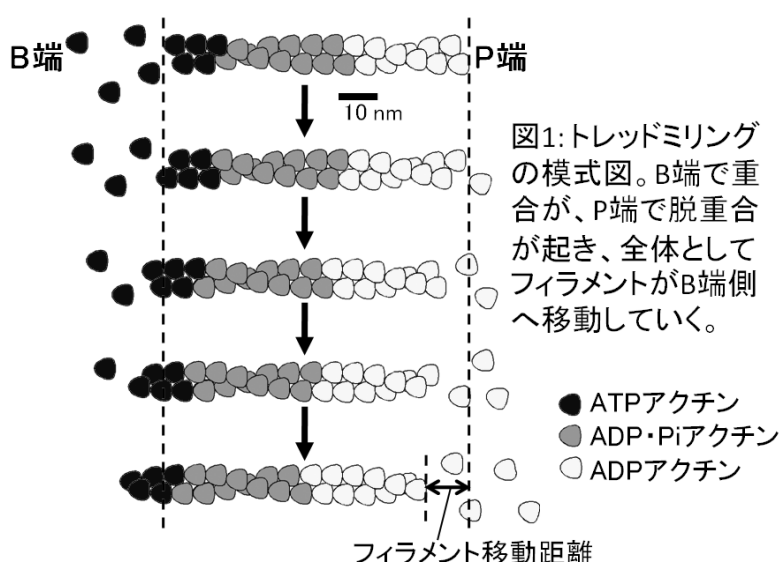 B端
P端
10 nm
図1: トレッドミリング
の模式図。B端で重
合が、P端で脱重合
が起き、全体として
フィラメントがB端側
へ移動していく。
ATPアクチン
ADP・Piアクチン
ADPアクチン
フィラメント移動距離